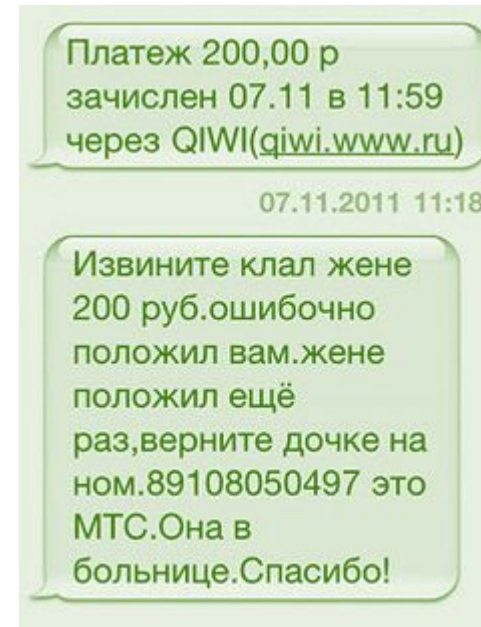 Платеж 200,00 р
зачислен 07.11 в 11:59
через QIWI(qiwi.www.ru)
07.11.2011 11:18
Извините клал жене
200 руб.ошибочно
положил вам.жене
положил ещё
раз,верните дочке на
ном.89108050497 это
МТС.Она в
больнице.Спасибо!